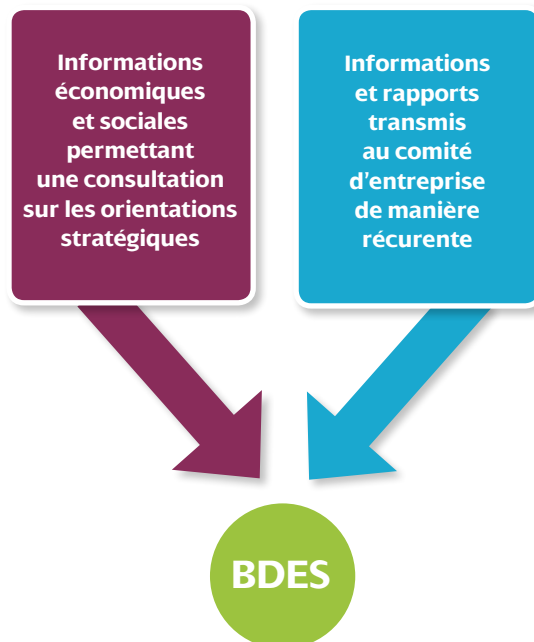 Informations
économiques
et sociales
permettant
une consultation
sur les orientations
stratégiques
Informations
et rapports
transmis
au comité
d'entreprise
de manière
récurente
BDES